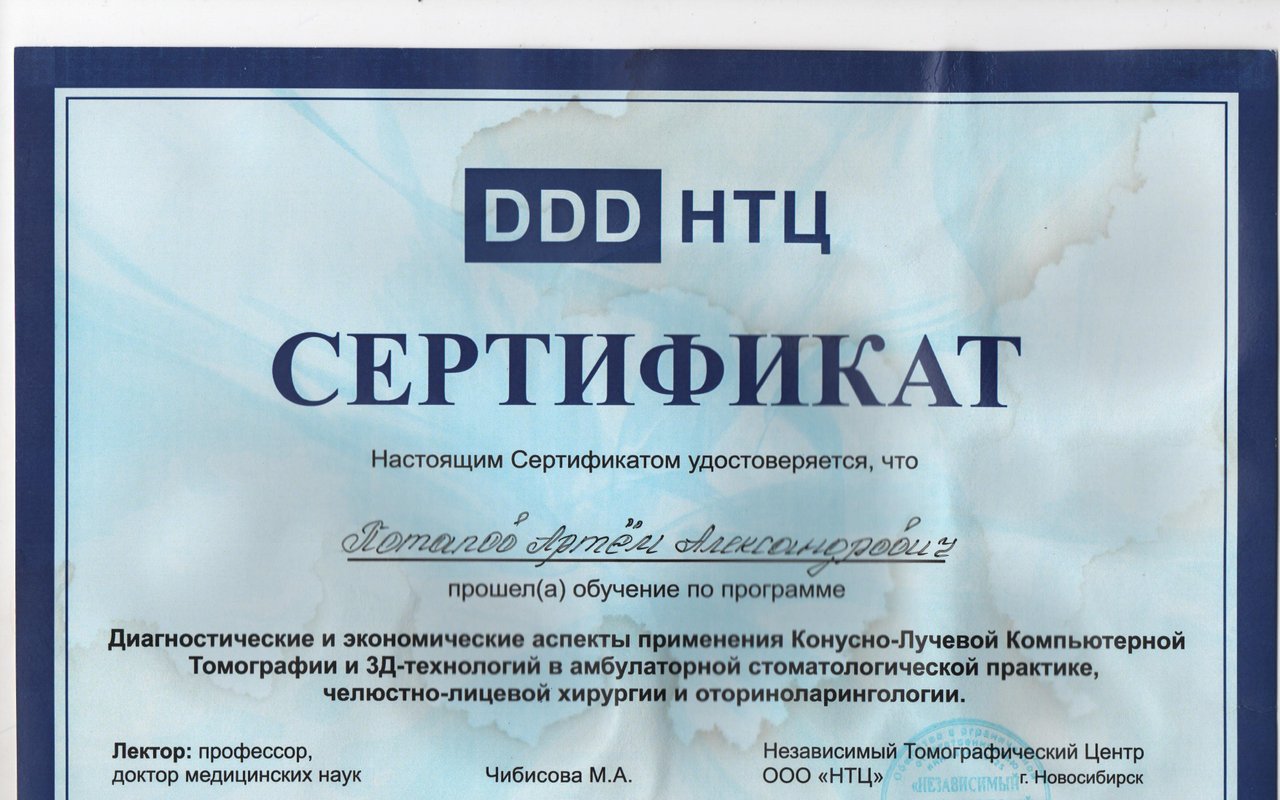 DDD НТЦ
СЕРТИФИКАТ
Настоящим Сертификатом удостоверяется, что
Потапов Артём Александрович
прошел(а) обучение по программе
Диагностические и экономические аспекты применения Конусно-Лучевой Компьютерной
Томографии и 3Д-технологий в амбулаторной стоматологической практике,
челюстно-лицевой хирургии и оториноларингологии.
Лектор: профессор,
доктор медицинских наук
Чибисова М.А.
Независимый Томографический Центр
ООО «НТЦ» г. Новосибирск
«НЕЗАВИСИМЫЙ